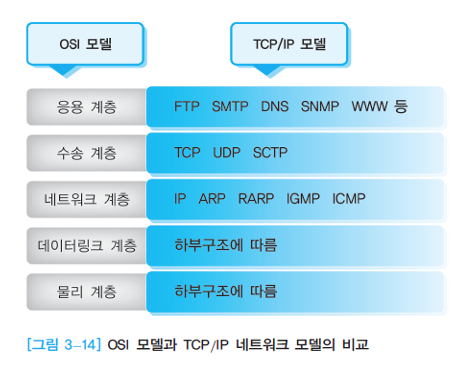 OSI 모델 TCP/IP 모델
응용 계층 FTP SMTP DNS SNMP WWW 등
수송 계층 TCP UDP SCTP
네트워크 계층 IP ARP RARP IGMP ICMP
데이터링크 계층 하부구조에 따름
물리 계층 하부구조에 따름
[그림 3-14] OSI 모델과 TCP/IP 네트워크 모델의 비교